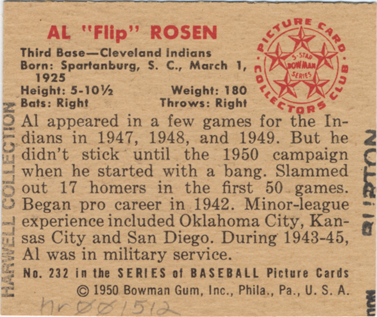 AL "Flip" ROSEN
Third Base—Cleveland Indians
Born: Spartanburg, S. C., March 1,
1925
Height: 5-10½ Weight: 180
Bats: Right Throws: Right
PICTURE CARD
5-STAR
BOWMAN
SERIES
COLLECTORS CLUB
Al appeared in a few games for the In-
dians in 1947, 1948, and 1949. But he
didn't stick until the 1950 campaign
when he started with a bang. Slammed
out 17 homers in the first 50 games.
Began pro career in 1942. Minor-league
experience included Oklahoma City, Kan-
sas City and San Diego. During 1943-45,
Al was in military service.
No. 232 in the SERIES of BASEBALL Picture Cards
©1950 Bowman Gum, Inc., Phila., Pa., U. S. A.
HARWELL COLLECTION
BURTON
nr001512